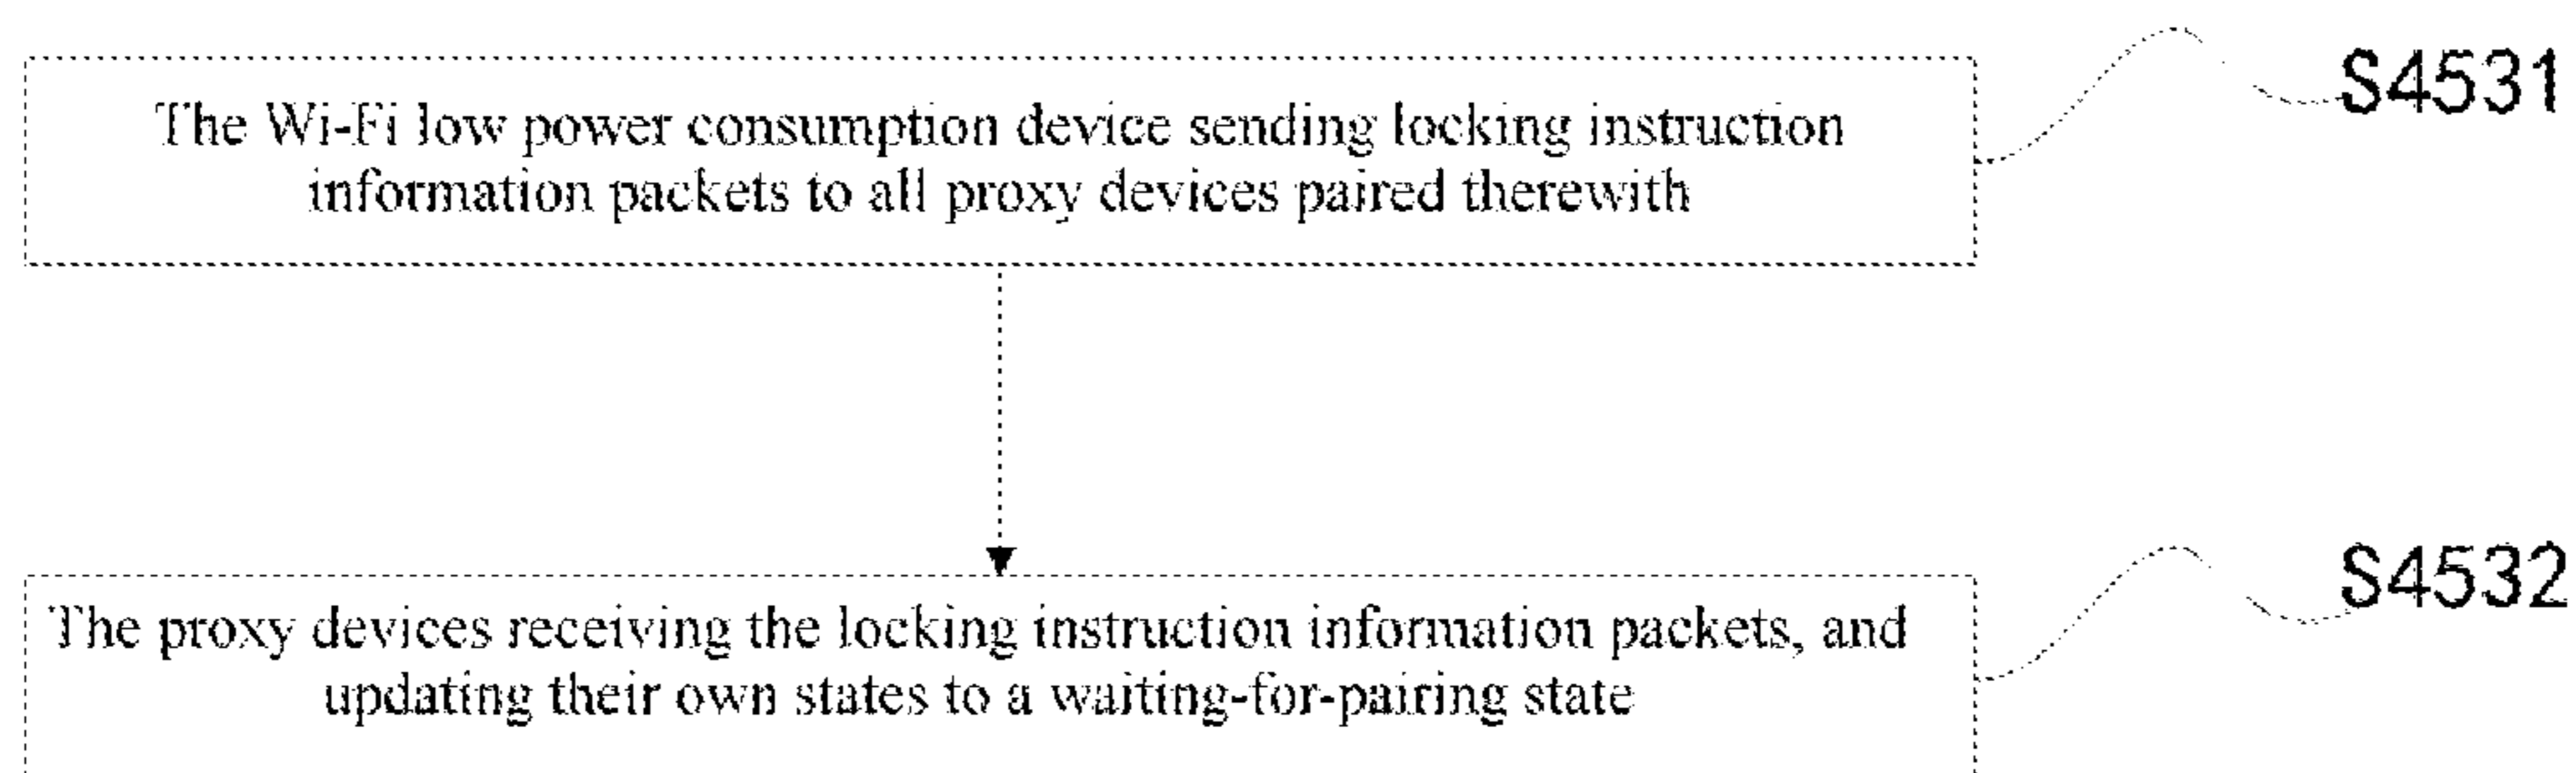 The Wi-Fi low power consumption device sending locking instruction
information packets to all proxy devices paired therewith
S4531
The proxy devices receiving the locking instruction information packets, and
updating their own states to a waiting-for-pairing state
S4532